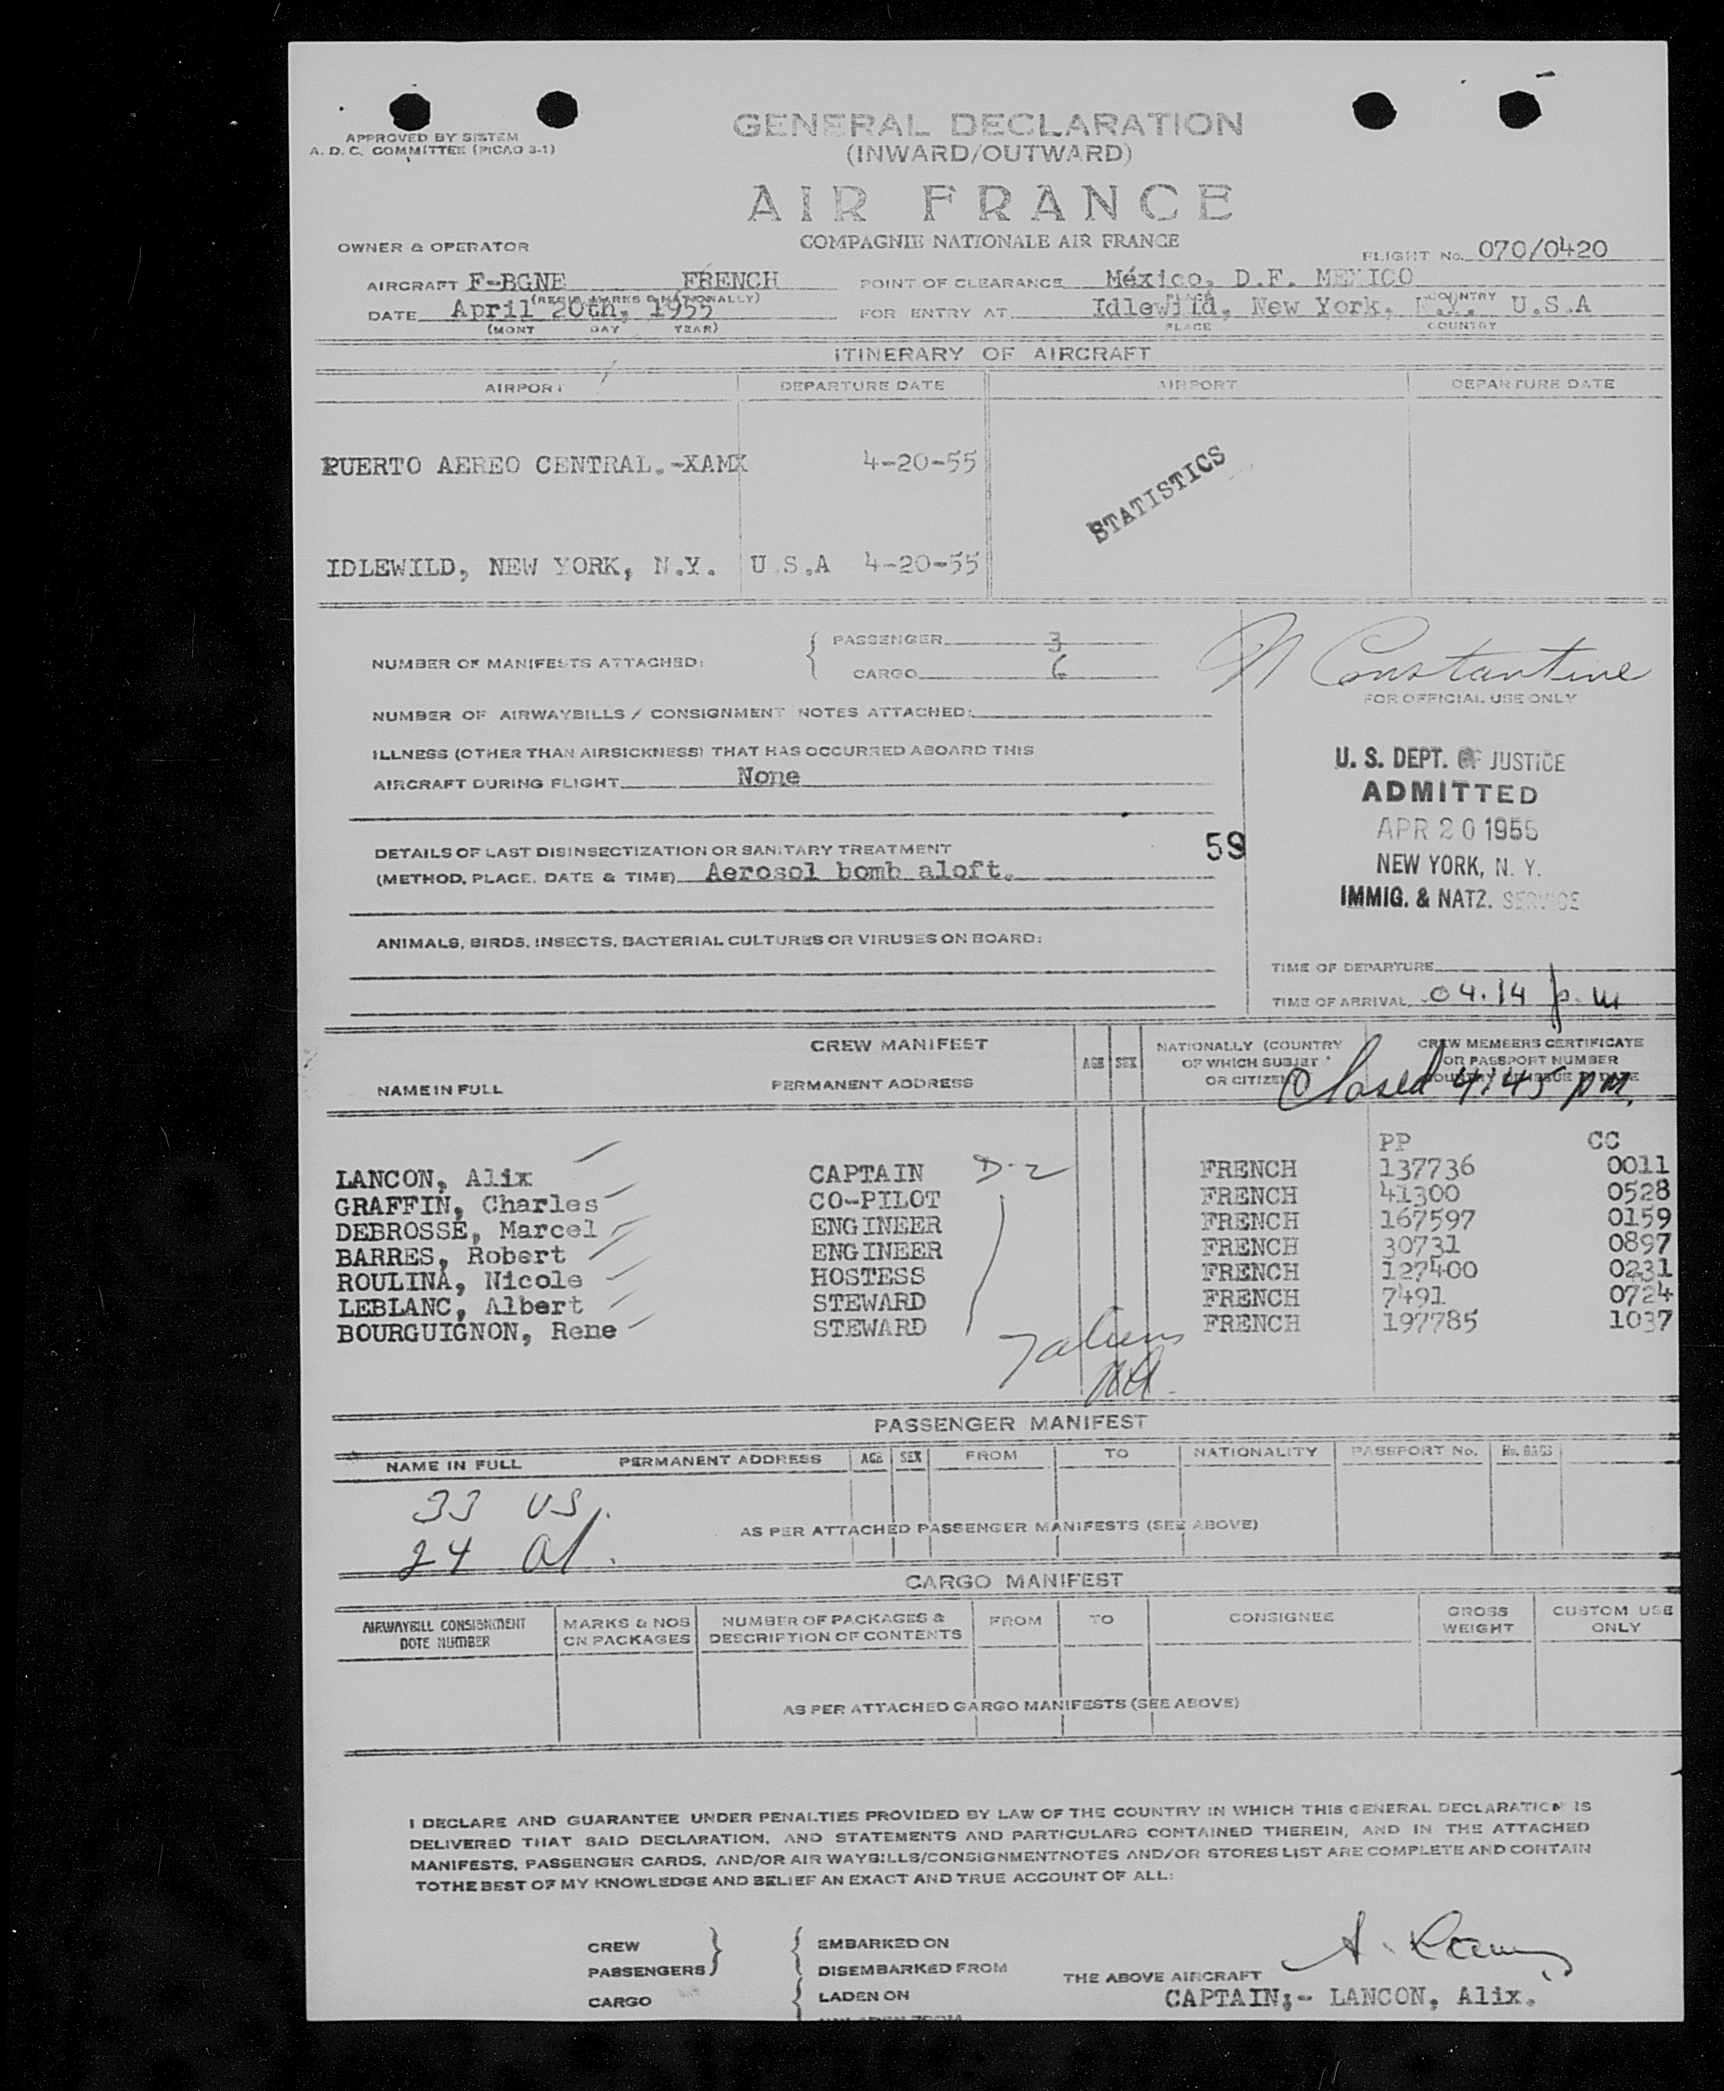 APPROVED BY SISTEM
A. D. C. COMMITTEE (PICAO 3-1)
GENERAL DECLARATION
(INWARD/OUTWARD)
AIR FRANCE
COMPAGNIE NATIONALE AIR FRANCE
OWNER & OPERATOR
FLIGHT No. 070/0420
AIRCRAFT F-BGNE FRENCH POINT OF CLEARANCE México, D.F. MEXICO
(REGIS. MARKS & NATIONALLY) COUNTRY
DATE April 20th, 1955 FOR ENTRY AT Idlewild, New York, N.Y. U.S.A
(MONT DAY YEAR) PLACE COUNTRY
ITINERARY OF AIRCRAFT
AIRPORT DEPARTURE DATE AIRPORT DEPARTURE DATE
PUERTO AEREO CENTRAL.-XAMX 4-20-55
STATISTICS
IDLEWILD, NEW YORK, N.Y. U.S.A 4-20-55
NUMBER OF MANIFESTS ATTACHED: PASSENGER 3
CARGO 6
N Constantine
FOR OFFICIAL USE ONLY
NUMBER OF AIRWAYBILLS / CONSIGNMENT NOTES ATTACHED:
ILLNESS (OTHER THAN AIRSICKNESS) THAT HAS OCCURRED ABOARD THIS
AIRCRAFT DURING FLIGHT None
U. S. DEPT. OF JUSTICE
ADMITTED
APR 20 1955
NEW YORK, N. Y.
IMMIG. & NATZ. SERVICE
59
DETAILS OF LAST DISINSECTIZATION OR SANITARY TREATMENT
(METHOD, PLACE, DATE & TIME) Aerosol bomb aloft.
ANIMALS, BIRDS, INSECTS, BACTERIAL CULTURES OR VIRUSES ON BOARD:
TIME OF DEPARTURE
TIME OF ARRIVAL 04.14 p.m
CREW MANIFEST
NAME IN FULL PERMANENT ADDRESS AGE SEX NATIONALLY (COUNTRY
OF WHICH SUBJET
OR CITIZEN
CREW MEMBERS CERTIFICATE
OR PASSPORT NUMBER
Closed 4:45 pm.
PP CC
LANCON, Alix CAPTAIN D-2 FRENCH 137736 0011
GRAFFIN, Charles CO-PILOT FRENCH 41300 0528
DEBROSSE, Marcel ENGINEER FRENCH 167597 0159
BARRES, Robert ENGINEER FRENCH 30731 0897
ROULINA, Nicole HOSTESS FRENCH 127400 0231
LEBLANC, Albert STEWARD FRENCH 7491 0724
BOURGUIGNON, Rene STEWARD FRENCH 197785 1037
PASSENGER MANIFEST
NAME IN FULL PERMANENT ADDRESS AGE SEX FROM TO NATIONALITY PASSPORT No.
33 US.
AS PER ATTACHED PASSENGER MANIFESTS (SEE ABOVE)
24 al.
CARGO MANIFEST
AIRWAYBILL CONSIGNMENT
DOTE NUMBER
MARKS & NOS
ON PACKAGES
NUMBER OF PACKAGES &
DESCRIPTION OF CONTENTS
FROM TO CONSIGNEE
GROSS
WEIGHT
CUSTOM USE
ONLY
AS PER ATTACHED CARGO MANIFESTS (SEE ABOVE)
I DECLARE AND GUARANTEE UNDER PENALTIES PROVIDED BY LAW OF THE COUNTRY IN WHICH THIS GENERAL DECLARATION IS
DELIVERED THAT SAID DECLARATION, AND STATEMENTS AND PARTICULARS CONTAINED THEREIN, AND IN THE ATTACHED
MANIFESTS, PASSENGER CARDS, AND/OR AIR WAYBILLS/CONSIGNMENTNOTES AND/OR STORES LIST ARE COMPLETE AND CONTAIN
TOTHE BEST OF MY KNOWLEDGE AND BELIEF AN EXACT AND TRUE ACCOUNT OF ALL:
CREW EMBARKED ON
PASSENGERS DISEMBARKED FROM
THE ABOVE AIRCRAFT
CARGO LADEN ON
CAPTAIN;- LANCON, Alix.